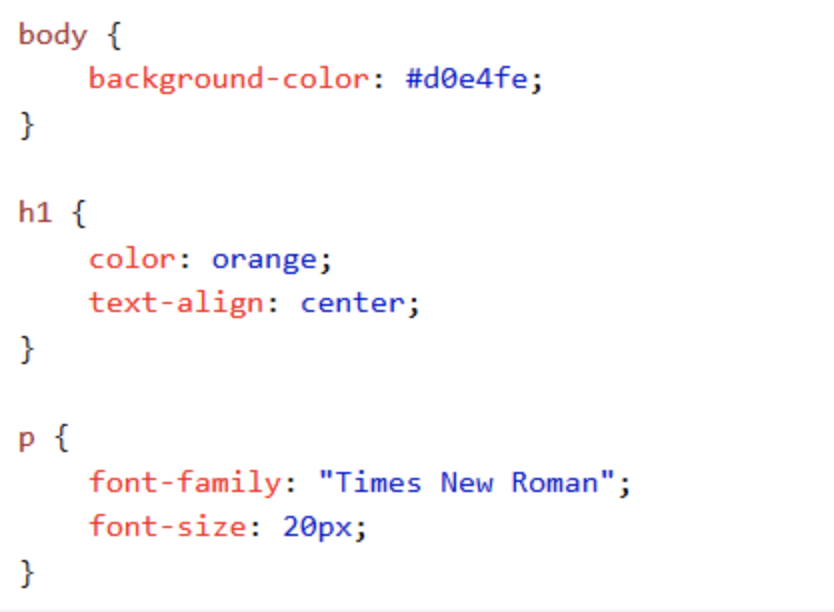 body {
    background-color: #d0e4fe;
}

h1 {
    color: orange;
    text-align: center;
}

p {
    font-family: "Times New Roman";
    font-size: 20px;
}